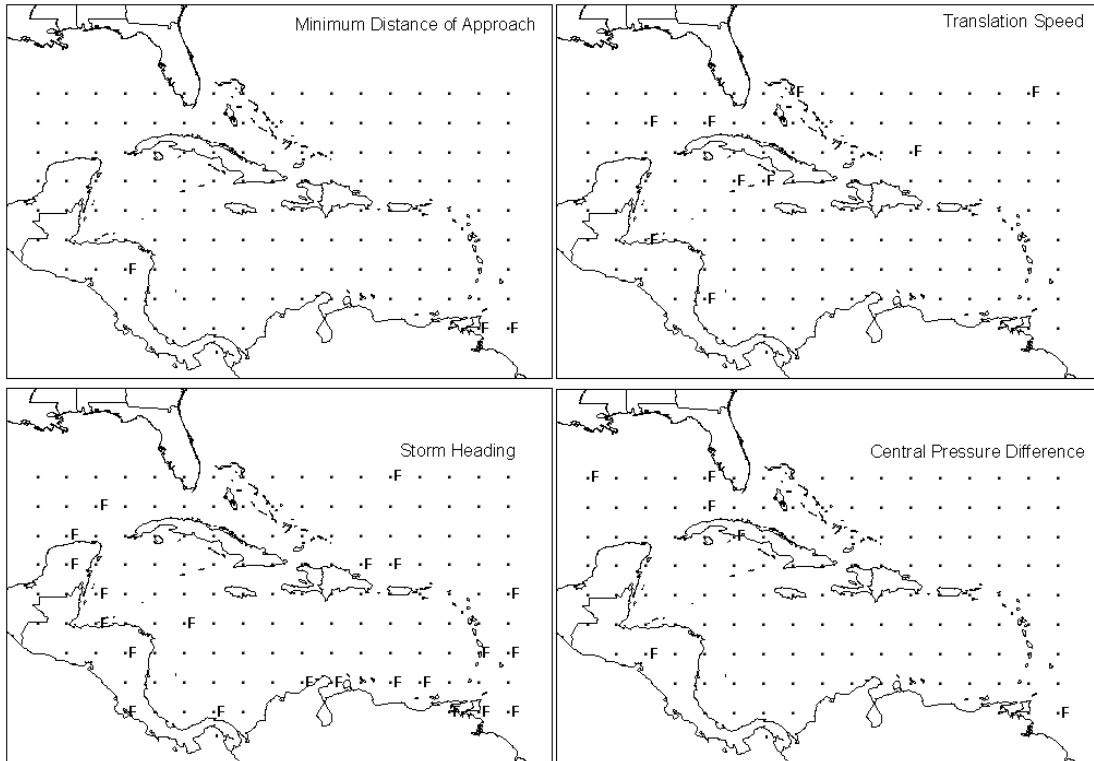 Minimum Distance of Approach
F
F F
Translation Speed
F F
F F
F
F F
F
F
Storm Heading
F
F
F
F F F
F F
F F
F F F
F F F F
F F F F F
Central Pressure Difference
F F
F
F
F
F